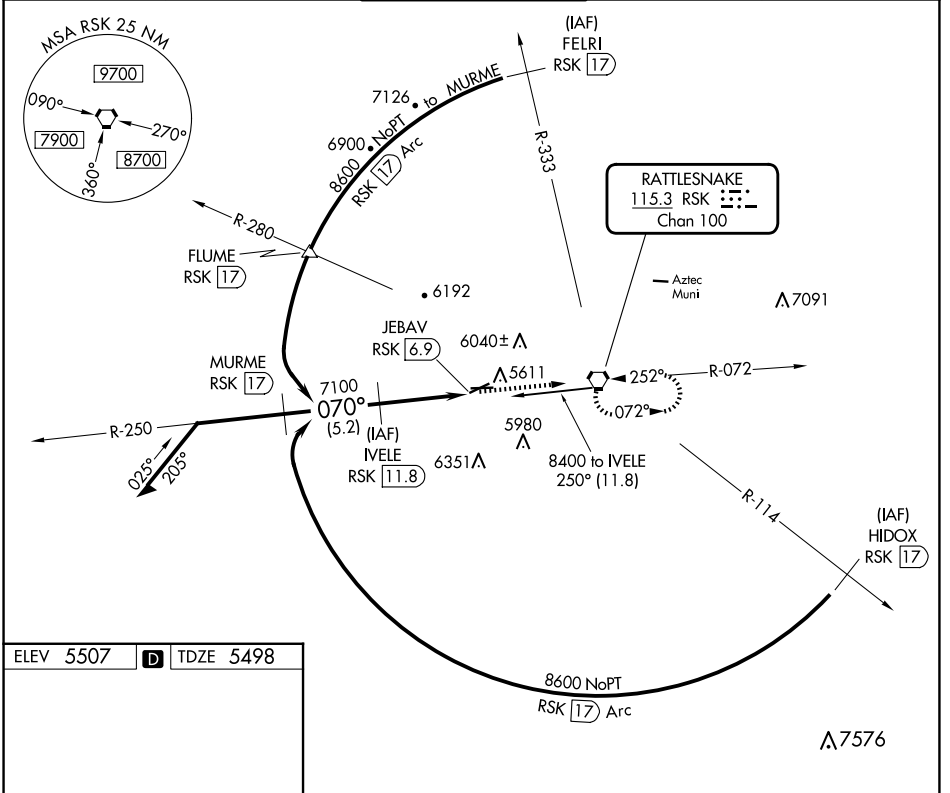 MSA RSK 25 NM
9700
090°
270°
7900
8700
360°
(IAF)
FELRI
RSK 17
7126
to MURME
6900
NoPT
8600
RSK 17 Arc
R-333
RATTLESNAKE
115.3 RSK
Chan 100
R-280
FLUME
RSK 17
6192
Aztec
Muni
7091
JEBAV
RSK 6.9
6040±
MURME
RSK 17
5611
7100
070°
(5.2)
252°
R-072
072°
R-250
(IAF)
IVELE
RSK 11.8
5980
6351
8400 to IVELE
250° (11.8)
025°
205°
R-114
(IAF)
HIDOX
RSK 17
ELEV 5507
D
TDZE 5498
8600 NoPT
RSK 17 Arc
7576